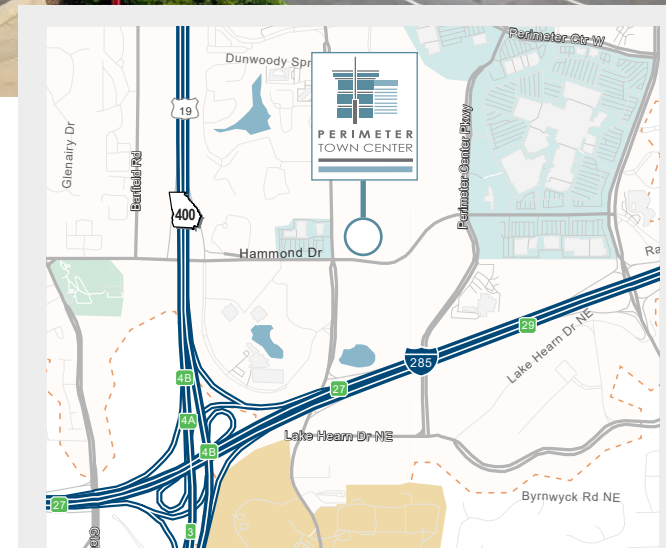 Perimeter Ctr W
Dunwoody Spr
19
PERIMETER
TOWN CENTER
Glenairy Dr
Barfield Rd
Perimeter Center Pkwy
400
Hammond Dr
Ra
29
285
Lake Hearn Dr NE
4B
27
4A
Lake Hearn Dr NE
4B
27
Byrnwyck Rd NE
3